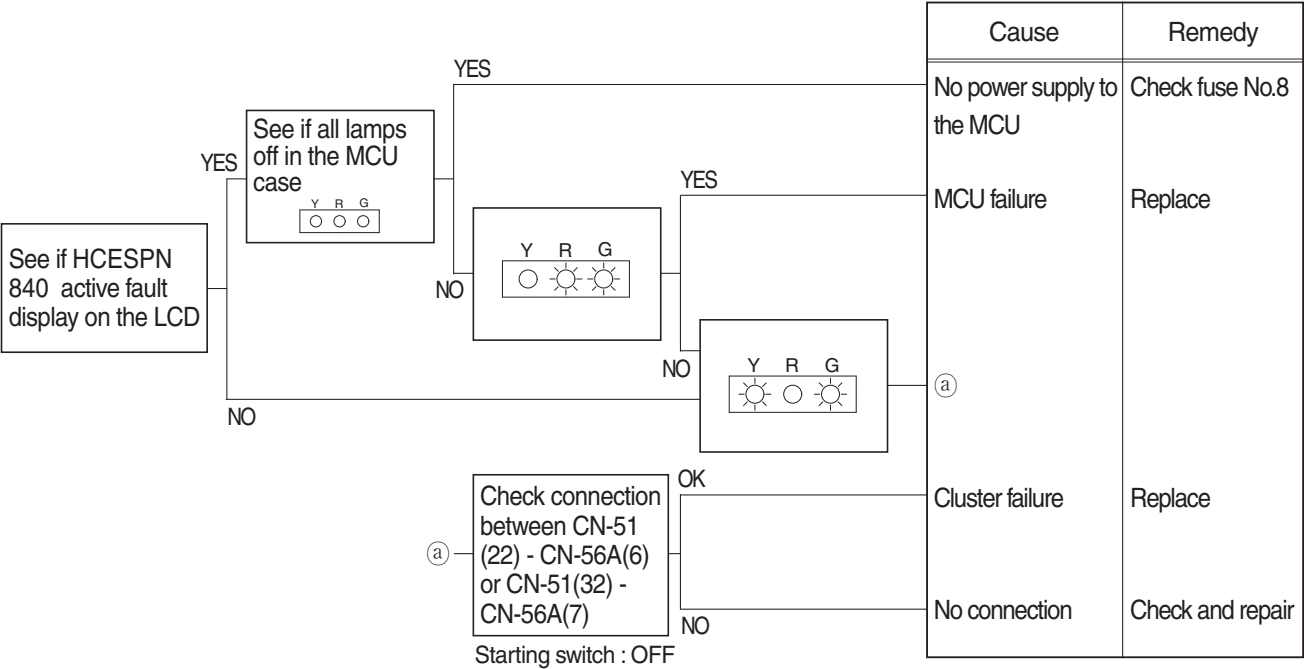 Cause Remedy
YES
No power supply to Check fuse No.8
the MCU
See if all lamps
off in the MCU
case
Y R G
YES
YES
MCU failure Replace
See if HCESPN
840 active fault
display on the LCD
Y R G
NO
NO
Y R G
ⓐ
NO
OK
Check connection
between CN-51
(22) - CN-56A(6)
or CN-51(32) -
CN-56A(7)
ⓐ
Cluster failure Replace
No connection Check and repair
NO
Starting switch : OFF